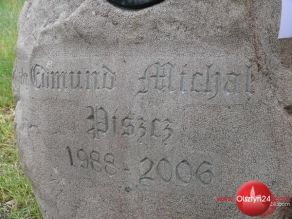 Edmund Michał
Piszcz
1988 - 2006
Olsztyn24